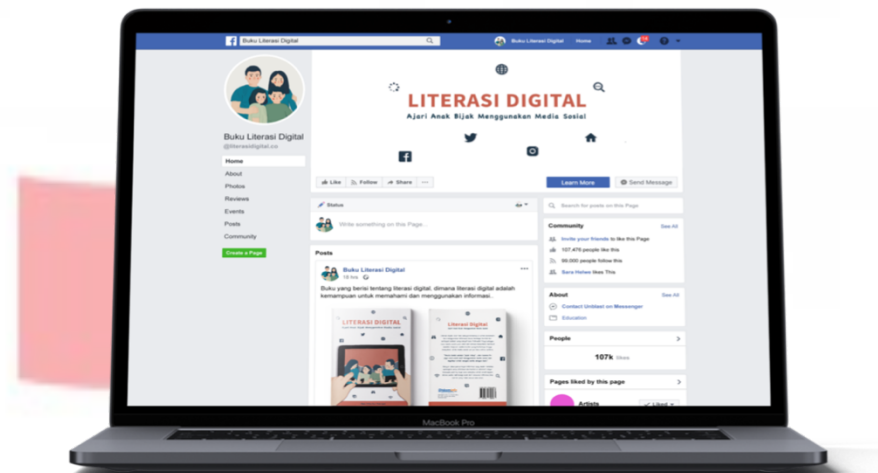 Buku Literasi Digital
Buku Literasi Digital
Home
LITERASI DIGITAL
Ajari Anak Bijak Menggunakan Media Sosial
Buku Literasi Digital
@literasidigital.co
Home
About
Photos
Reviews
Events
Posts
Community
Create a Page
Like
Follow
Share
Learn More
Send Message
Status
Write something on this Page...
Posts
Buku Literasi Digital
Buku yang berisi tentang literasi digital, dimana literasi digital adalah
kemampuan untuk memahami dan menggunakan informasi..
LITERASI DIGITAL
Literasi Digital
Search for posts on this Page
Community
See All
Invite your friends to like this Page
107.476 people like this
99.000 people follow this
likes This
About
See All
Contact Unblast on Messenger
Education
People
107k likes
Pages liked by this page
Artists
Liked
MacBook Pro